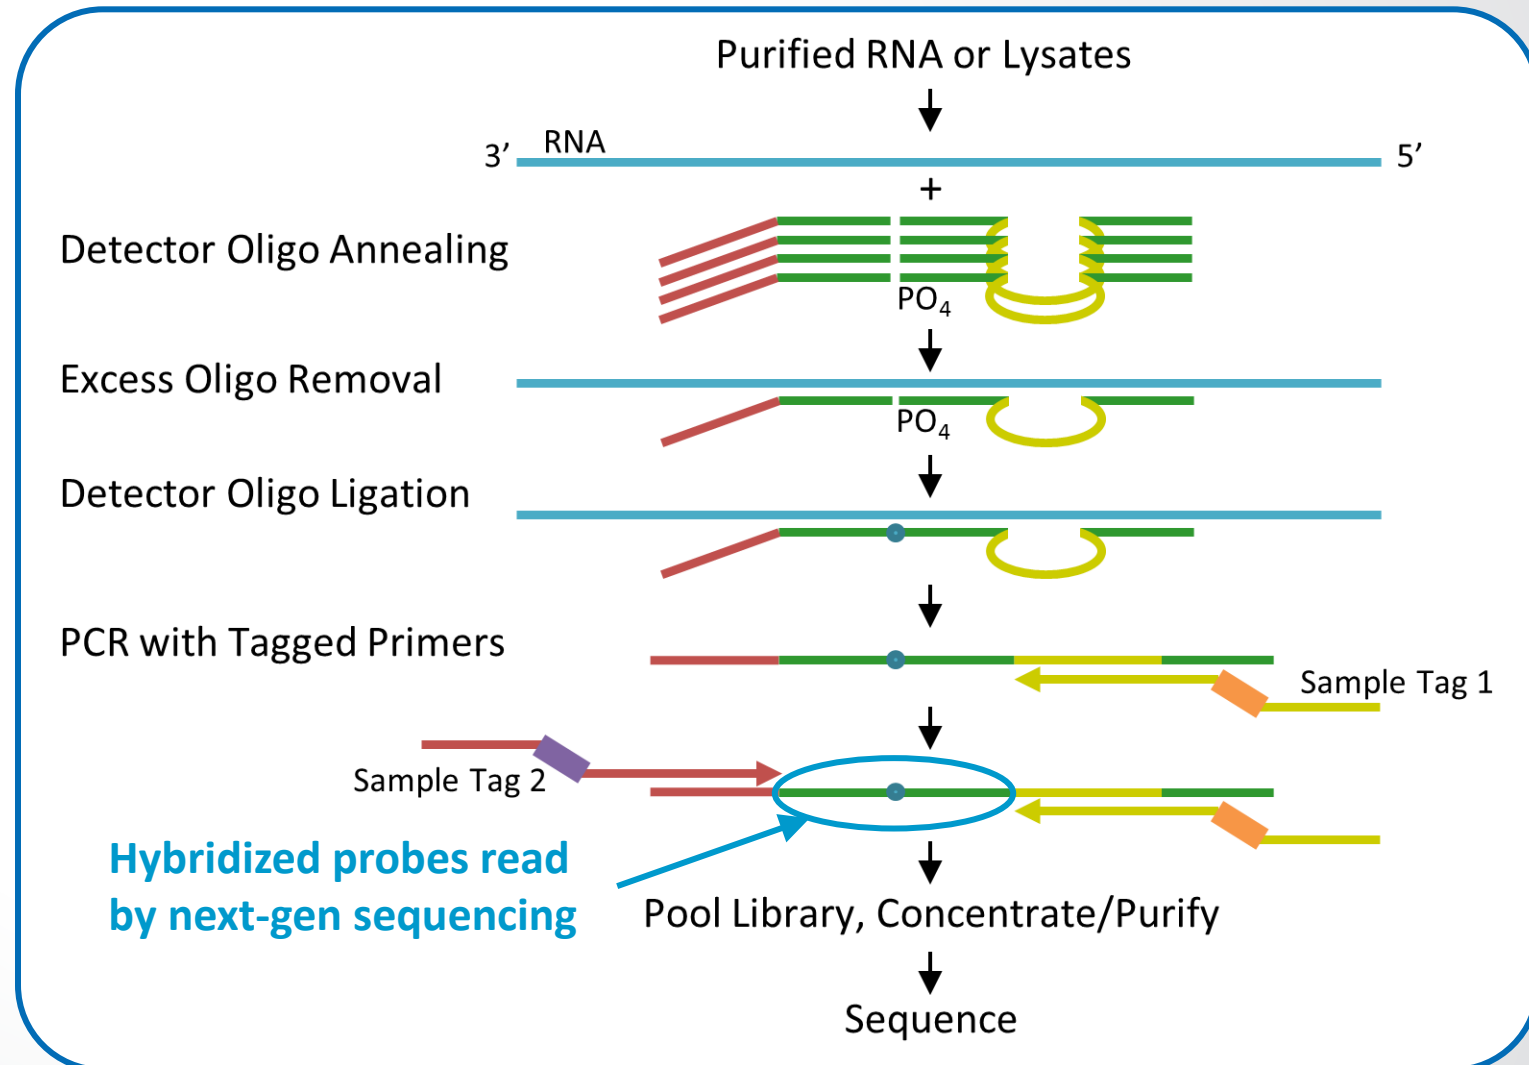 Purified RNA or Lysates
3’ RNA 5’
+
Detector Oligo Annealing
PO₄
Excess Oligo Removal
PO₄
Detector Oligo Ligation
PCR with Tagged Primers
Sample Tag 1
Sample Tag 2
Hybridized probes read
by next-gen sequencing
Pool Library, Concentrate/Purify
Sequence